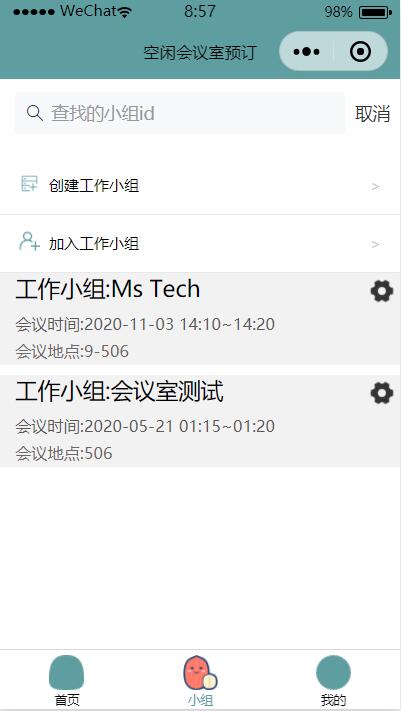 WeChat 8:57 98%
空闲会议室预订
查找的小组id 取消
创建工作小组 >
加入工作小组 >
工作小组:Ms Tech
会议时间:2020-11-03 14:10~14:20
会议地点:9-506
工作小组:会议室测试
会议时间:2020-05-21 01:15~01:20
会议地点:506
首页 小组 我的